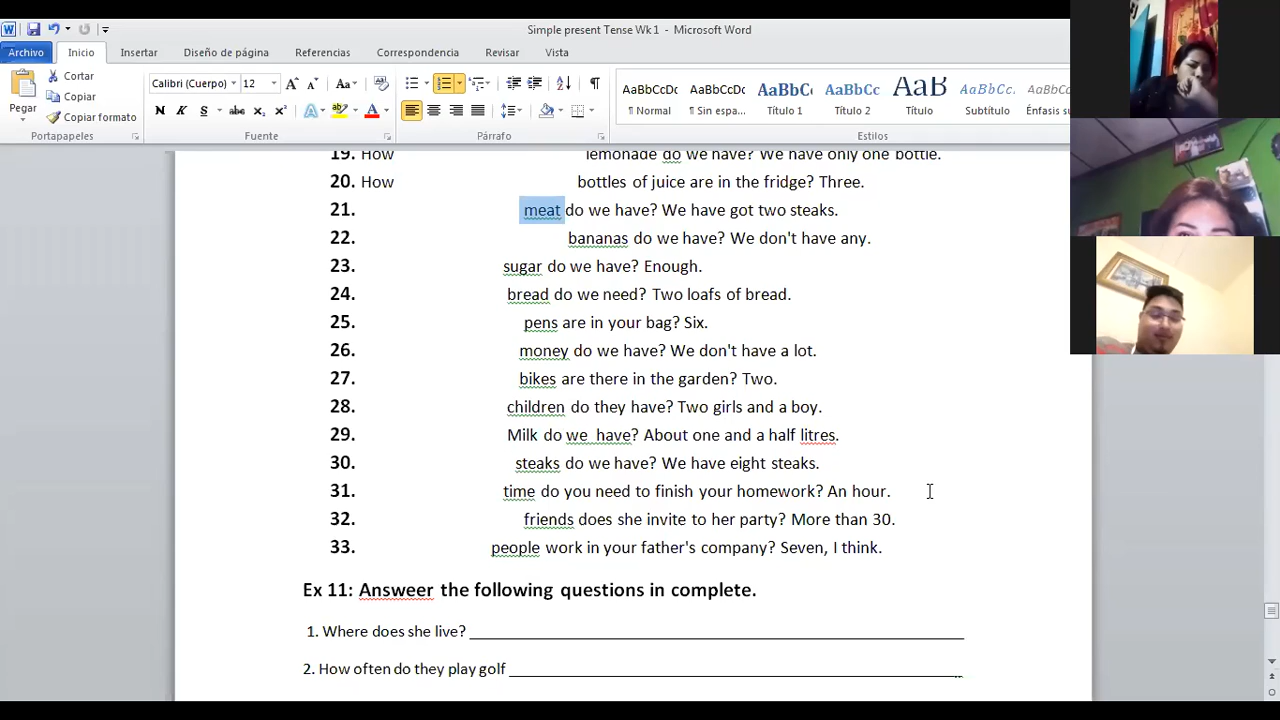 Simple present Tense Wk1 - Microsoft Word
Archivo Inicio Insertar Diseño de página Referencias Correspondencia Revisar Vista
Cortar
Copiar
Copiar formato
Pegar
Portapapeles
Calibri (Cuerpo) 12
N K S abc x₂ x² A ab A
Fuente
Párrafo
AaBbCcDc AaBbCcDc AaBbCc AaBbCc AaB AaBbCc. AaBbCcDc
¶ Normal ¶ Sin espa... Título 1 Título 2 Título Subtítulo Énfasis su
Estilos
19. How lemonade do we have? We have only one bottle.
20. How bottles of juice are in the fridge? Three.
21. meat do we have? We have got two steaks.
22. bananas do we have? We don't have any.
23. sugar do we have? Enough.
24. bread do we need? Two loafs of bread.
25. pens are in your bag? Six.
26. money do we have? We don't have a lot.
27. bikes are there in the garden? Two.
28. children do they have? Two girls and a boy.
29. Milk do we have? About one and a half litres.
30. steaks do we have? We have eight steaks.
31. time do you need to finish your homework? An hour.
32. friends does she invite to her party? More than 30.
33. people work in your father's company? Seven, I think.
Ex 11: Answeer the following questions in complete.
1. Where does she live? ____________________
2. How often do they play golf ____________________